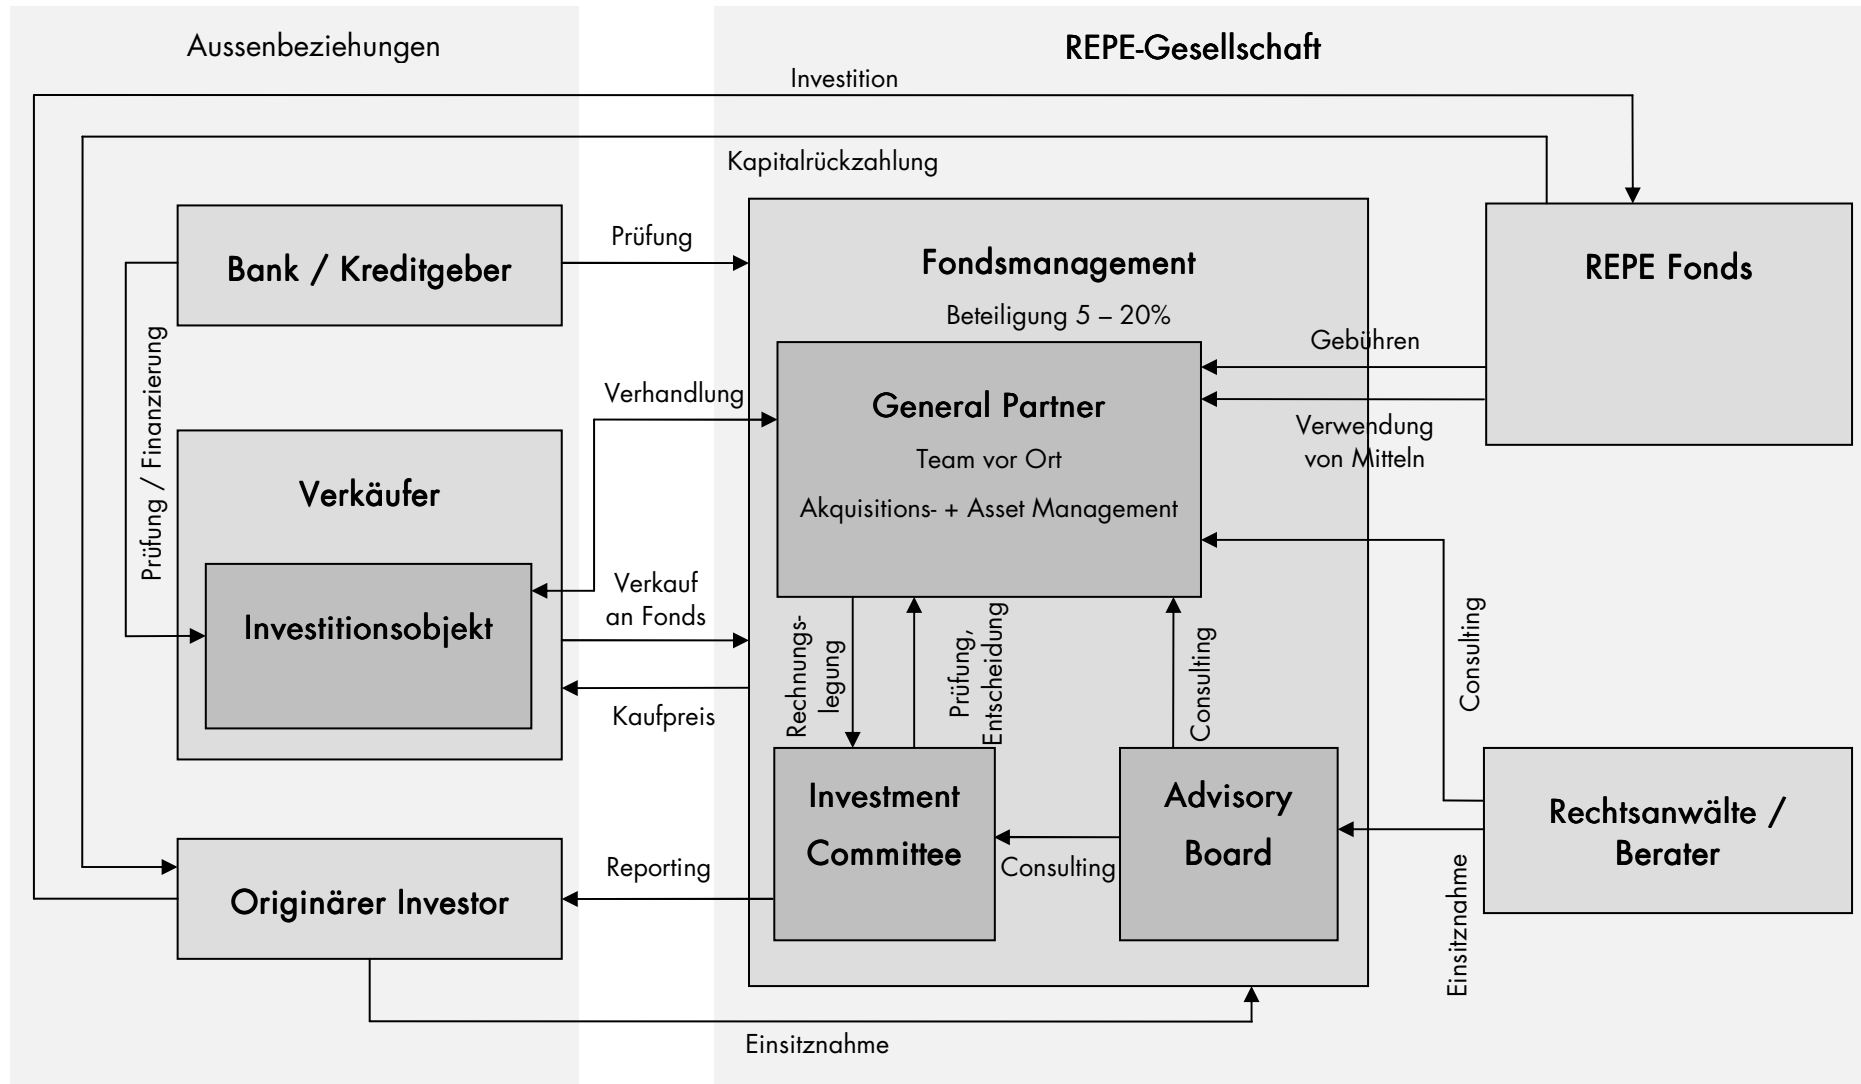 Aussenbeziehungen
REPE-Gesellschaft
Investition
Kapitalrückzahlung
Bank / Kreditgeber
Prüfung
Fondsmanagement
Beteiligung 5 – 20%
REPE Fonds
Gebühren
Verwendung
von Mitteln
Prüfung / Finanzierung
Verhandlung
General Partner
Team vor Ort
Akquisitions- + Asset Management
Verkäufer
Investitionsobjekt
Verkauf
an Fonds
Kaufpreis
Rechnungs-
legung
Prüfung,
Entscheidung
Consulting
Consulting
Investment
Committee
Advisory
Board
Consulting
Rechtsanwälte /
Berater
Einsitznahme
Originärer Investor
Reporting
Einsitznahme